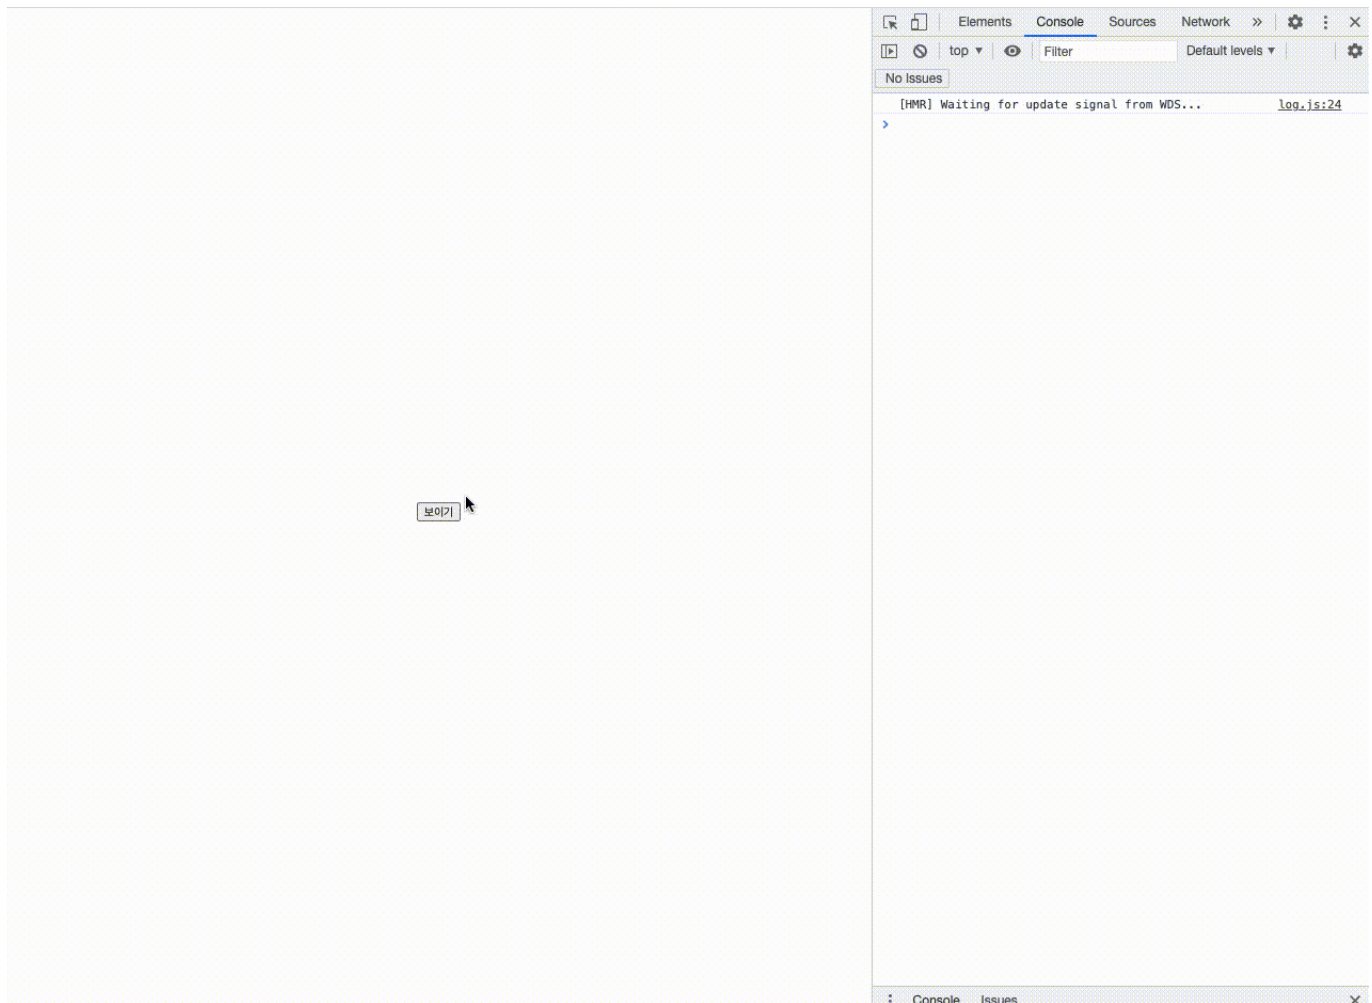 Elements Console Sources Network »
top ▼ Filter Default levels ▼
No Issues
[HMR] Waiting for update signal from WDS... log.js:24
보이기
Console Issues